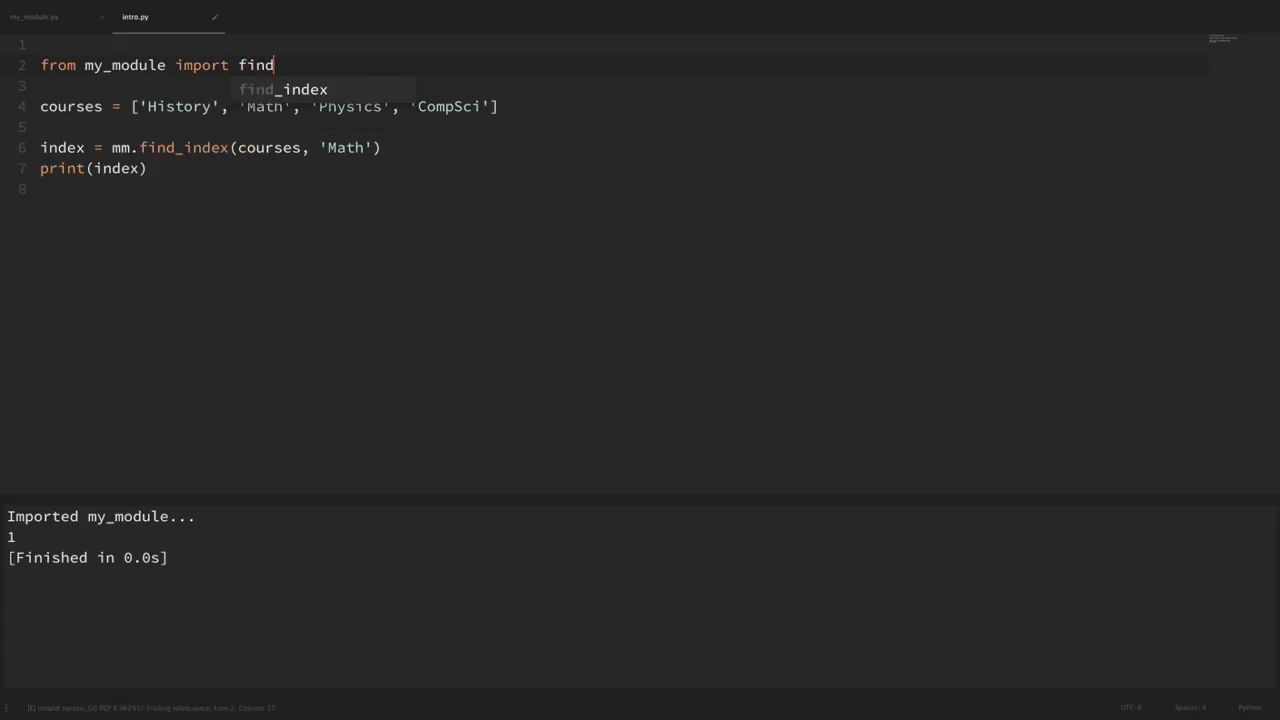 my_module.py × intro.py
1
2 from my_module import find
find_index
3
4 courses = ['History', 'Math', 'Physics', 'CompSci']
5
6 index = mm.find_index(courses, 'Math')
7 print(index)
8
Imported my_module...
1
[Finished in 0.0s]
[E] invalid syntax, [V] PEP 8 (W291): trailing whitespace, Line 2, Column 27 UTF-8 Spaces: 4 Python